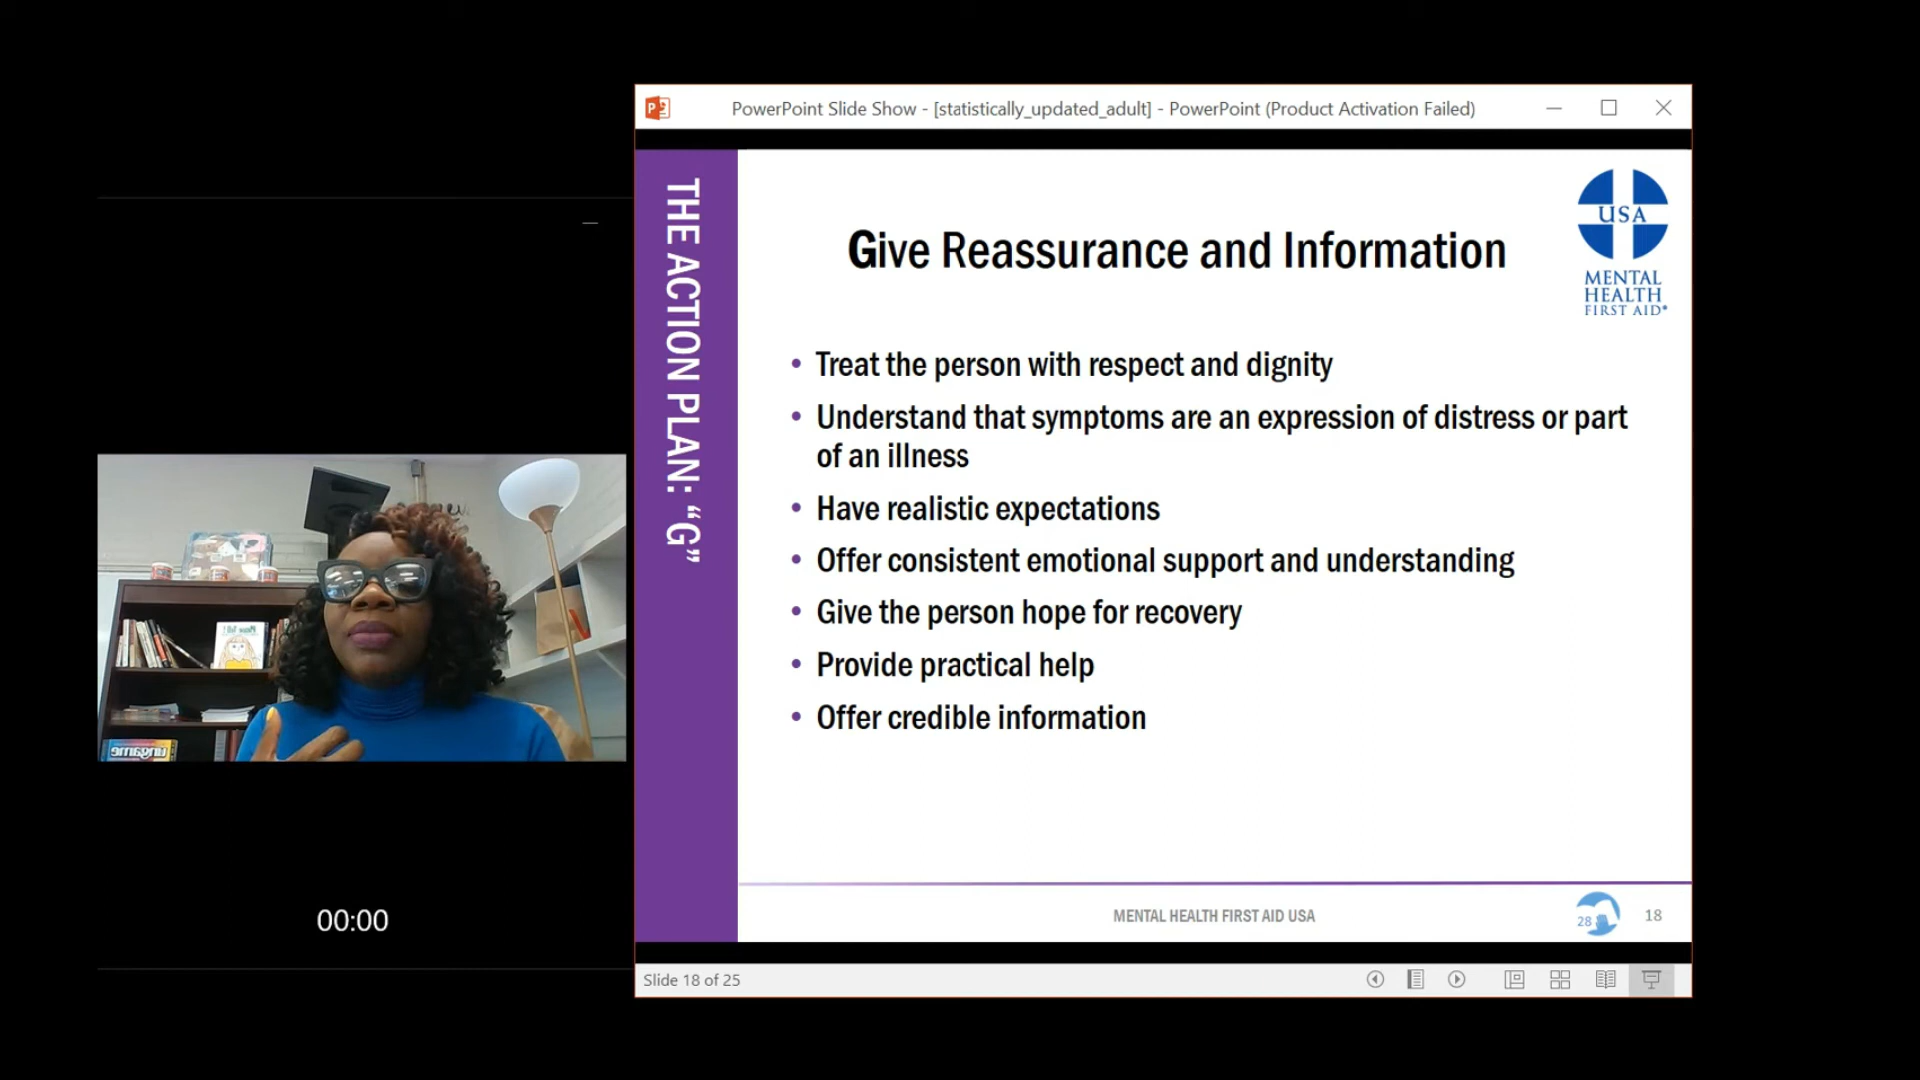 PowerPoint Slide Show - [statistically_updated_adult] - PowerPoint (Product Activation Failed)
THE ACTION PLAN: “G”
Give Reassurance and Information
USA
MENTAL
HEALTH
FIRST AID®
• Treat the person with respect and dignity
• Understand that symptoms are an expression of distress or part
of an illness
• Have realistic expectations
• Offer consistent emotional support and understanding
• Give the person hope for recovery
• Provide practical help
• Offer credible information
ungame
00:00
MENTAL HEALTH FIRST AID USA
28
18
Slide 18 of 25